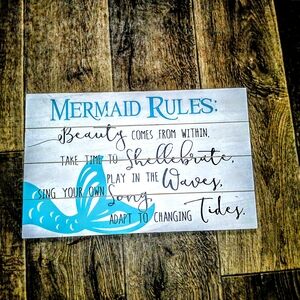 MERMAID RULES:
Beauty COMES FROM WITHIN,
TAKE TIME TO Shellebrate,
PLAY IN THE Waves,
SING YOUR OWN Song,
ADAPT TO CHANGING Tides.